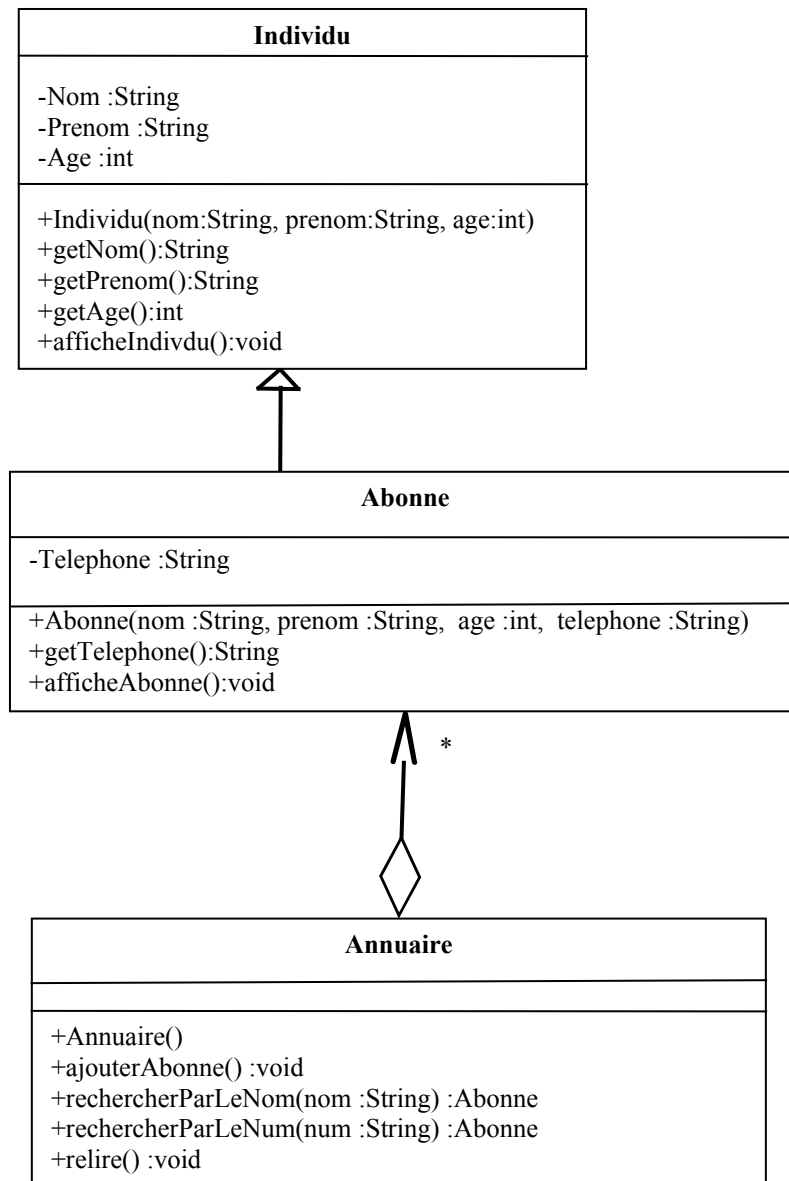 Individu
-Nom :String
-Prenom :String
-Age :int
+Individu(nom:String, prenom:String, age:int)
+getNom():String
+getPrenom():String
+getAge():int
+afficheIndivdu():void
Abonne
-Telephone :String
+Abonne(nom :String, prenom :String, age :int, telephone :String)
+getTelephone():String
+afficheAbonne():void
*
Annuaire
+Annuaire()
+ajouterAbonne() :void
+rechercherParLeNom(nom :String) :Abonne
+rechercherParLeNum(num :String) :Abonne
+relire() :void